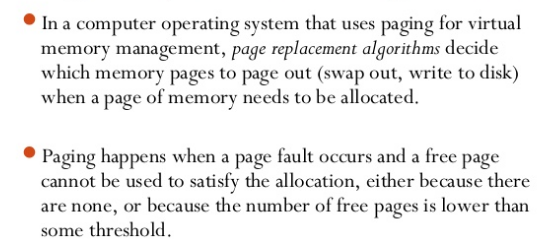 In a computer operating system that uses paging for virtual
memory management, page replacement algorithms decide
which memory pages to page out (swap out, write to disk)
when a page of memory needs to be allocated.
Paging happens when a page fault occurs and a free page
cannot be used to satisfy the allocation, either because there
are none, or because the number of free pages is lower than
some threshold.